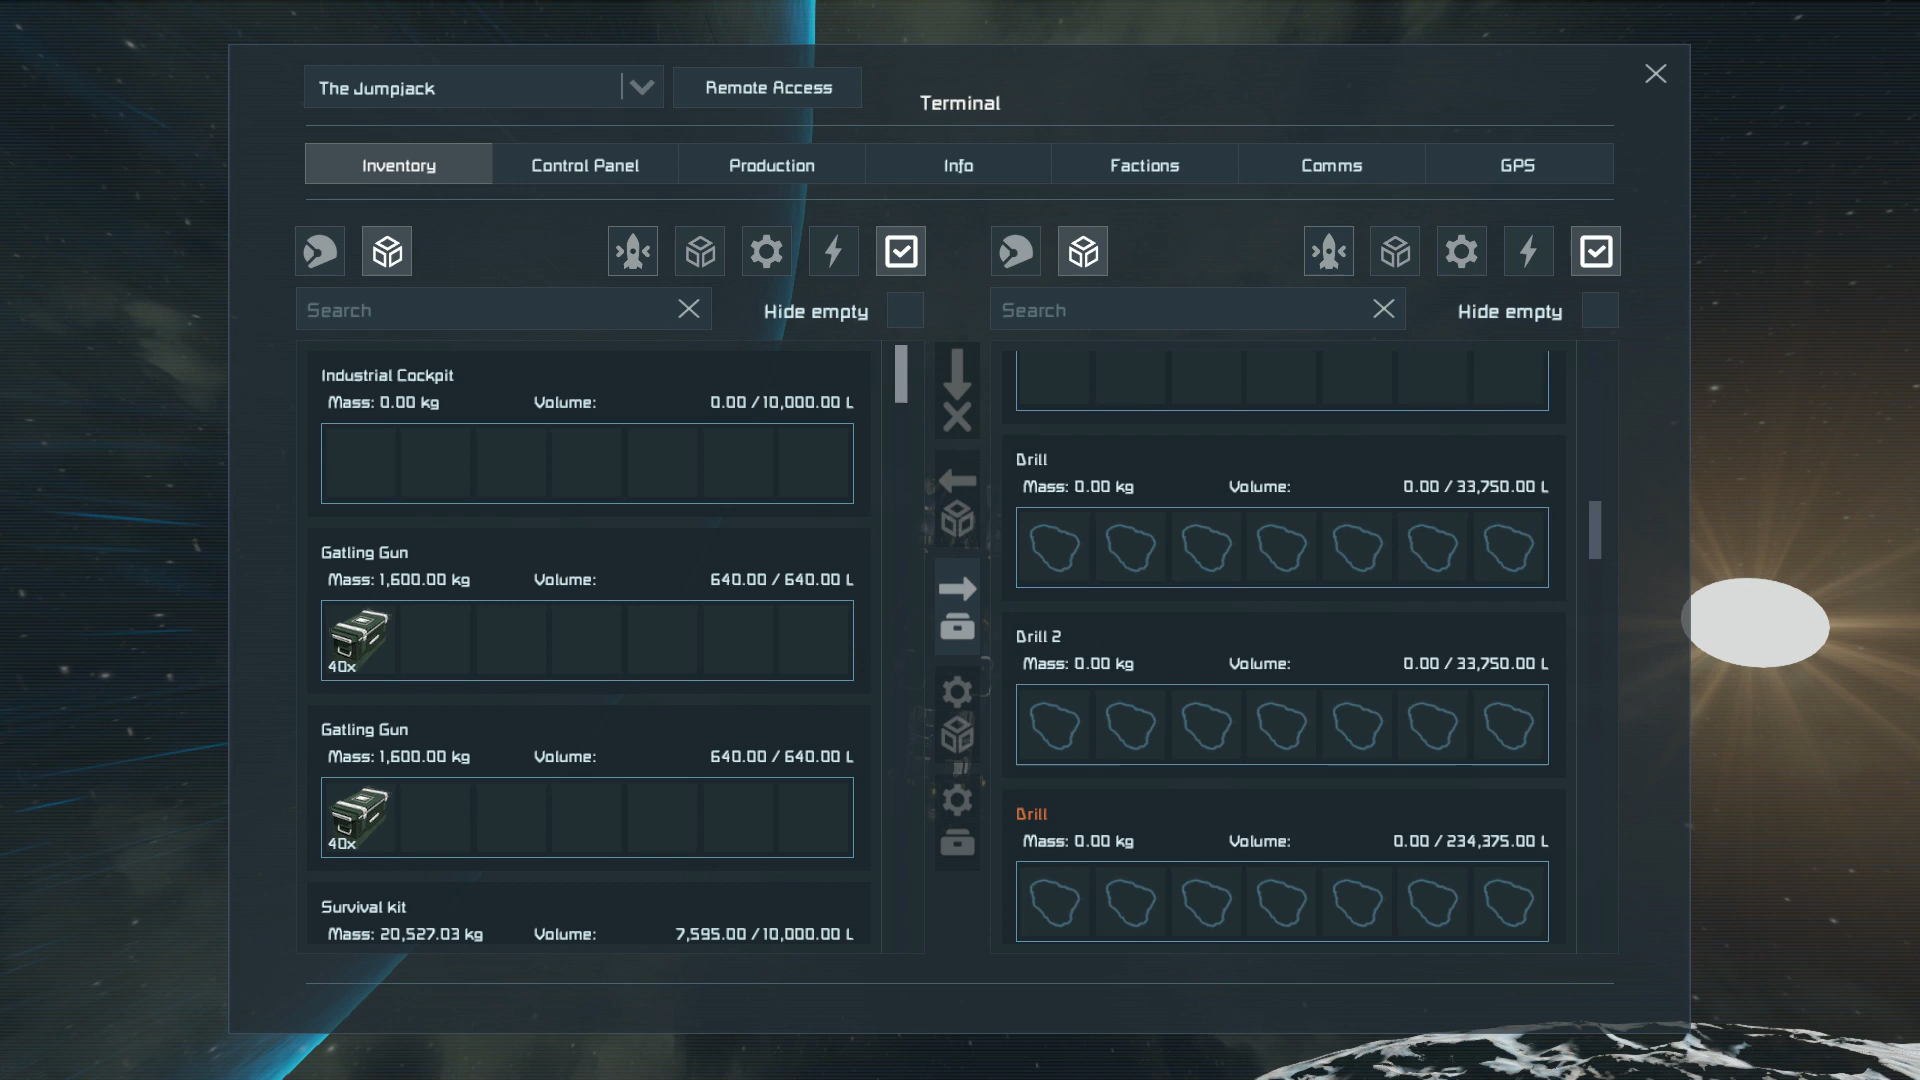 The Jumpjack
Remote Access
Terminal
Inventory
Control Panel
Production
Info
Factions
Comms
GPS
Search
Hide empty
Industrial Cockpit
Mass: 0.00 kg Volume: 0.00 / 10,000.00 L
Gatling Gun
Mass: 1,600.00 kg Volume: 640.00 / 640.00 L
40x
Gatling Gun
Mass: 1,600.00 kg Volume: 640.00 / 640.00 L
40x
Survival kit
Mass: 20,527.03 kg Volume: 7,595.00 / 10,000.00 L
Search
Hide empty
Drill
Mass: 0.00 kg Volume: 0.00 / 33,750.00 L
Drill 2
Mass: 0.00 kg Volume: 0.00 / 33,750.00 L
Drill
Mass: 0.00 kg Volume: 0.00 / 234,375.00 L